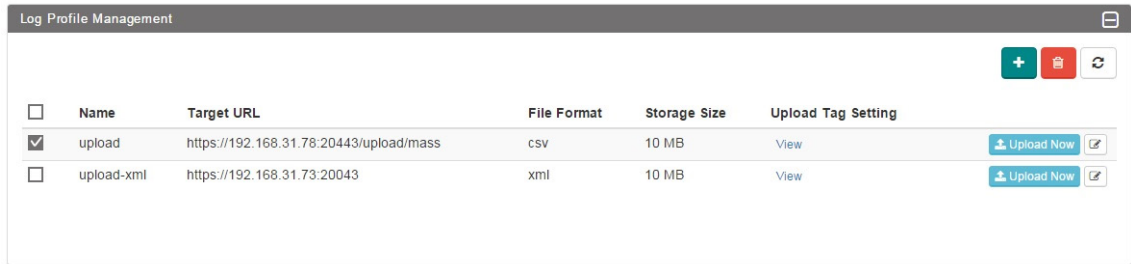 Log Profile Management
Name Target URL File Format Storage Size Upload Tag Setting
upload https://192.168.31.78:20443/upload/mass csv 10 MB View Upload Now
upload-xml https://192.168.31.73:20043 xml 10 MB View Upload Now